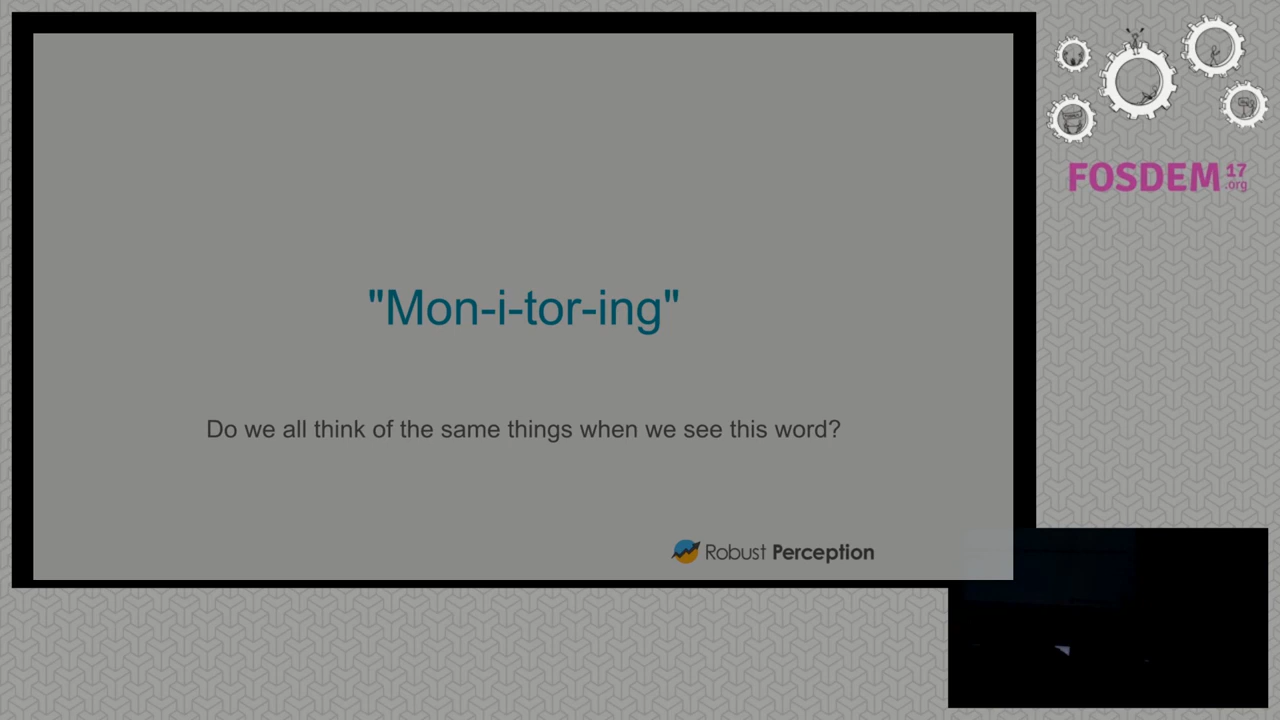 "Mon-i-tor-ing"
Do we all think of the same things when we see this word?
Robust Perception
FOSDEM 17
.org